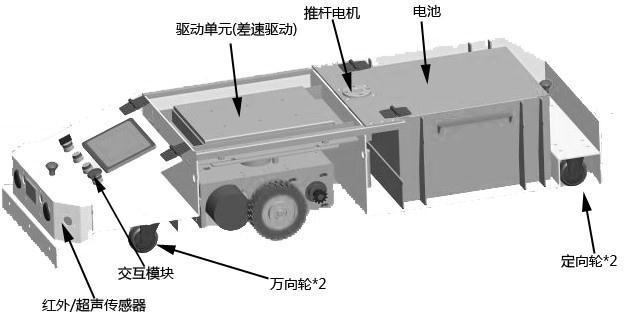 推杆电机
电池
驱动单元(差速驱动)
定向轮*2
交互模块
万向轮*2
红外/超声传感器